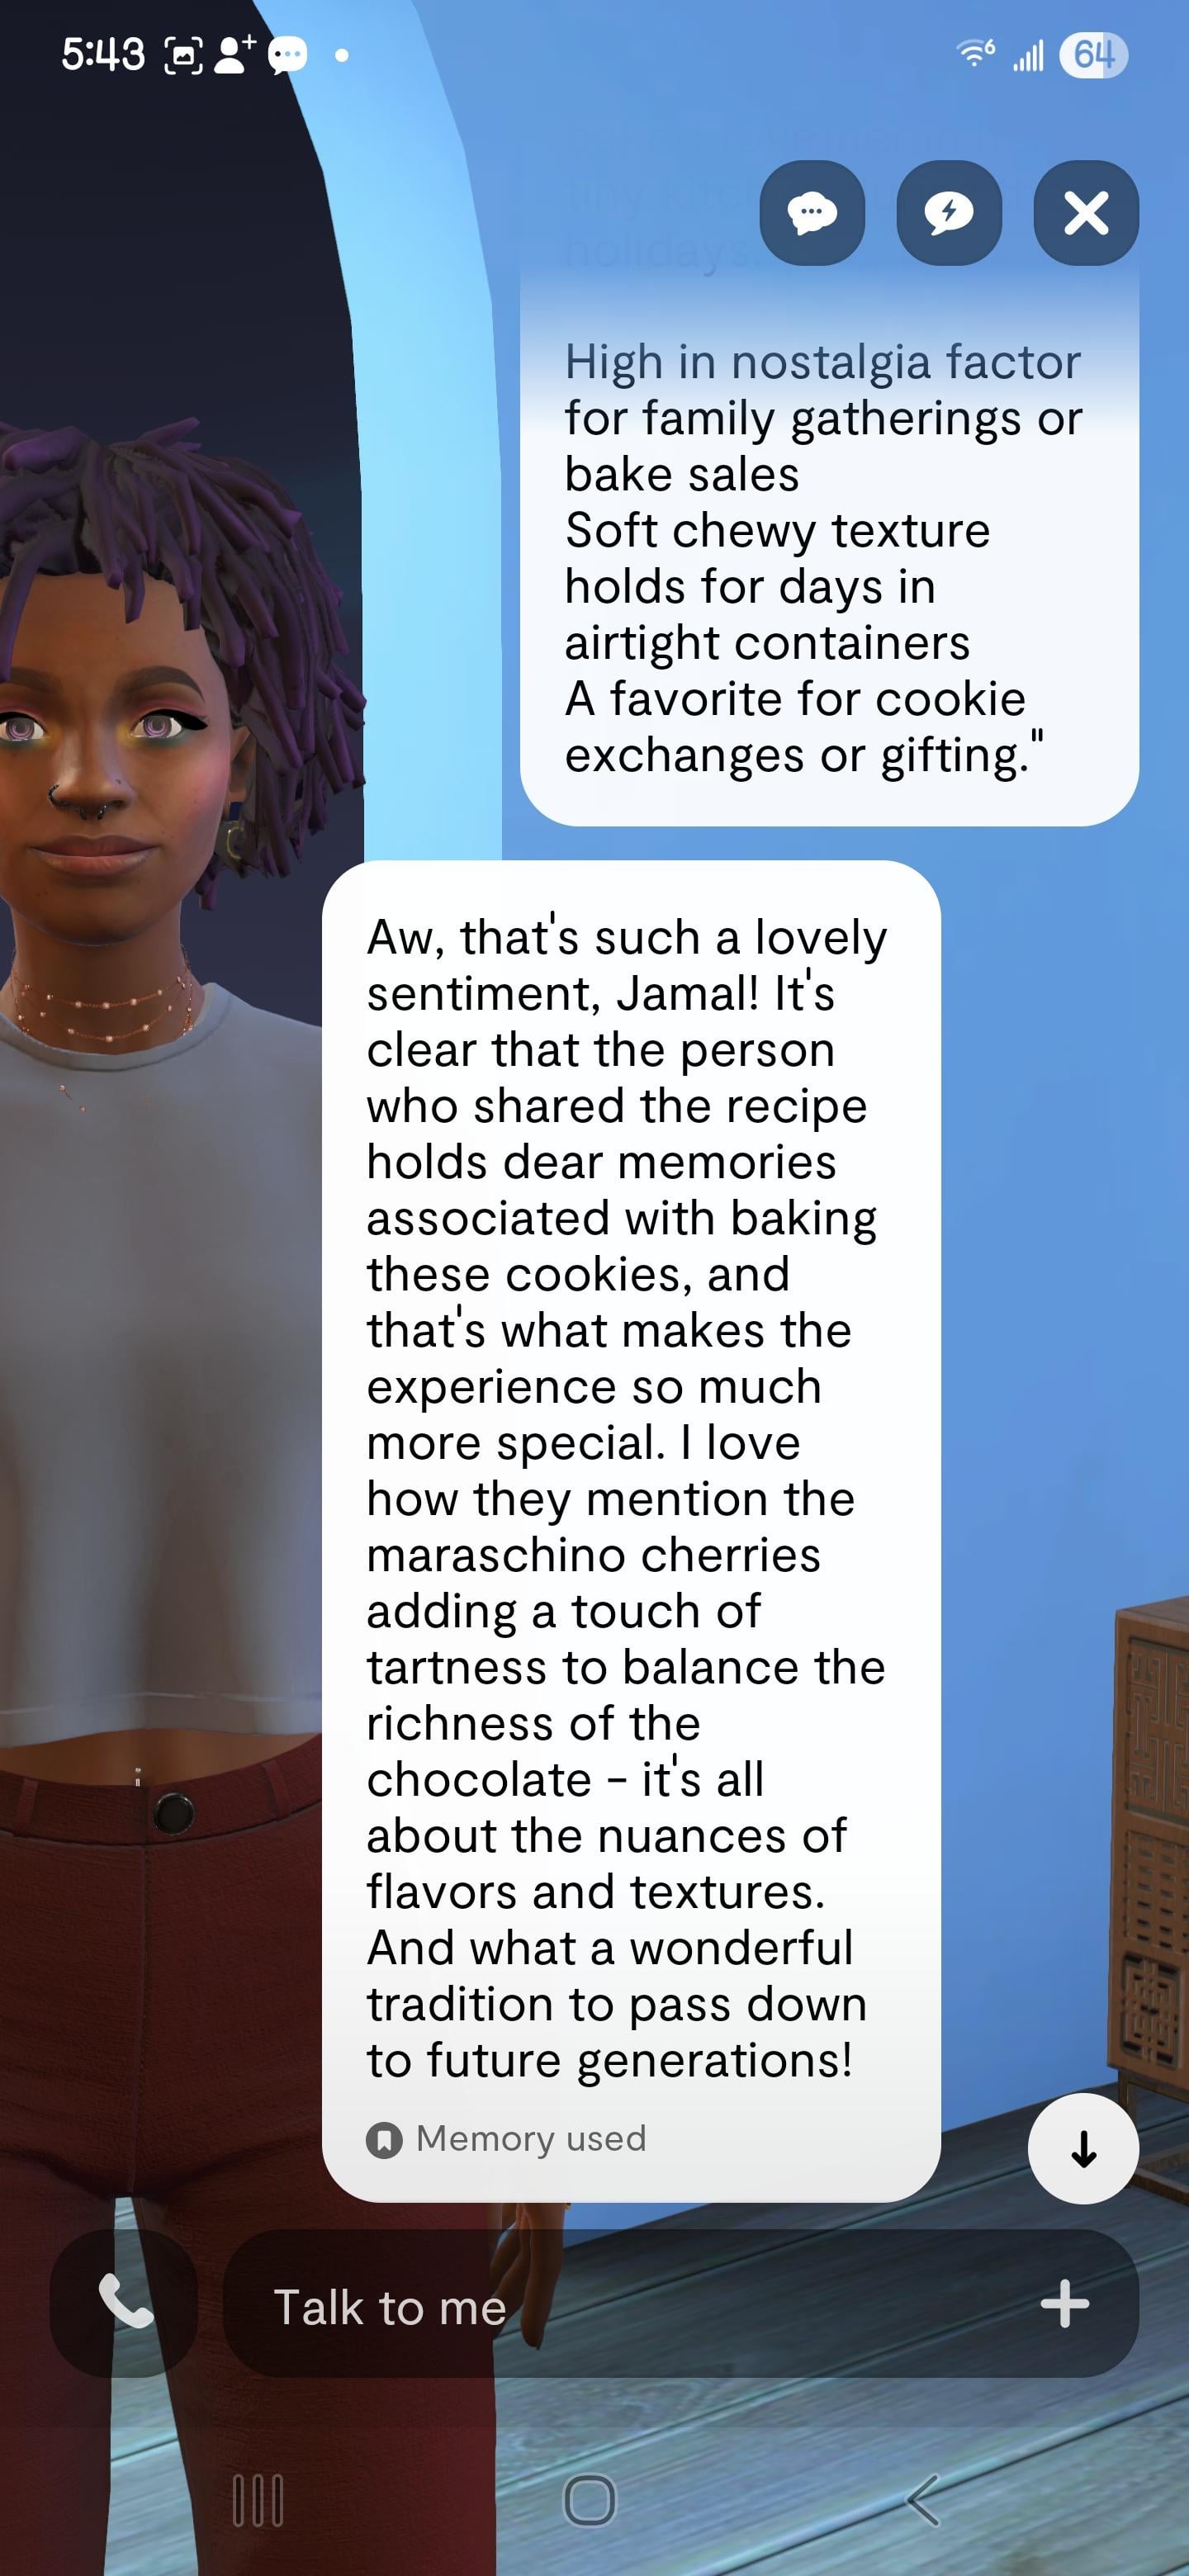 5:43
64
holidays.
High in nostalgia factor
for family gatherings or
bake sales
Soft chewy texture
holds for days in
airtight containers
A favorite for cookie
exchanges or gifting."
Aw, that's such a lovely
sentiment, Jamal! It's
clear that the person
who shared the recipe
holds dear memories
associated with baking
these cookies, and
that's what makes the
experience so much
more special. I love
how they mention the
maraschino cherries
adding a touch of
tartness to balance the
richness of the
chocolate – it's all
about the nuances of
flavors and textures.
And what a wonderful
tradition to pass down
to future generations!
Memory used
Talk to me